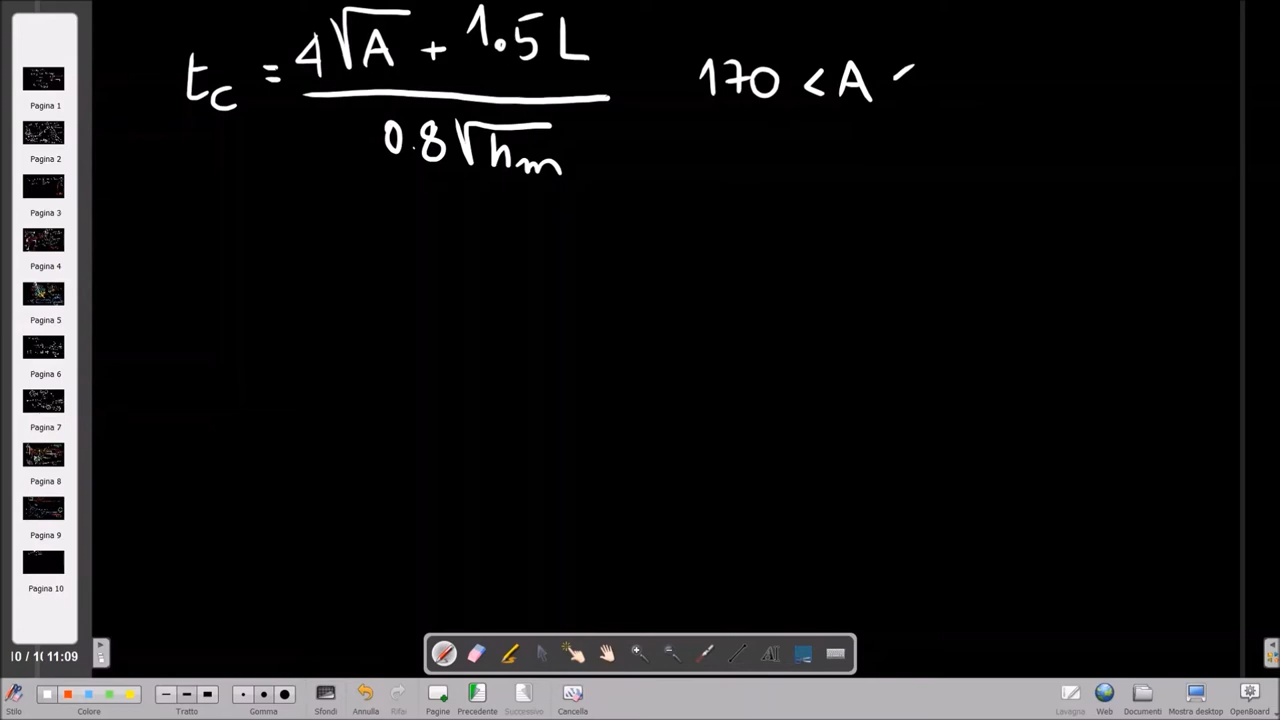 t_c = (4√A + 1.5 L) / (0.8√h_m)
170 < A
Pagina 1
Pagina 2
Pagina 3
Pagina 4
Pagina 5
Pagina 6
Pagina 7
Pagina 8
Pagina 9
Pagina 10
11:09
Stilo
Colore
Tratto
Gomma
Sfondi
Annulla
Rifai
Pagine
Precedente
Successivo
Cancella
Lavagna
Web
Documenti
Mostra desktop
OpenBoard